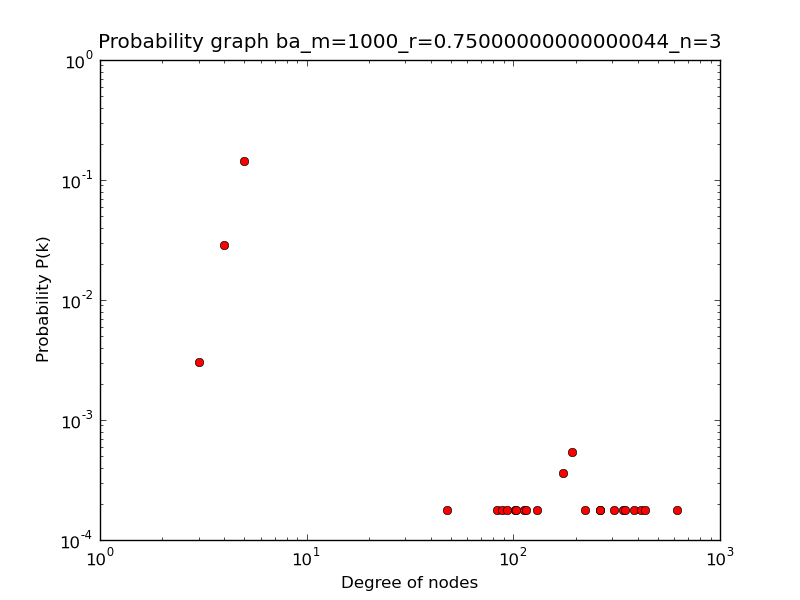 Probability graph ba_m=1000_r=0.75000000000000044_n=3
10^0
10^-1
10^-2
10^-3
10^-4
Probability P(k)
10^0 10^1 10^2 10^3
Degree of nodes